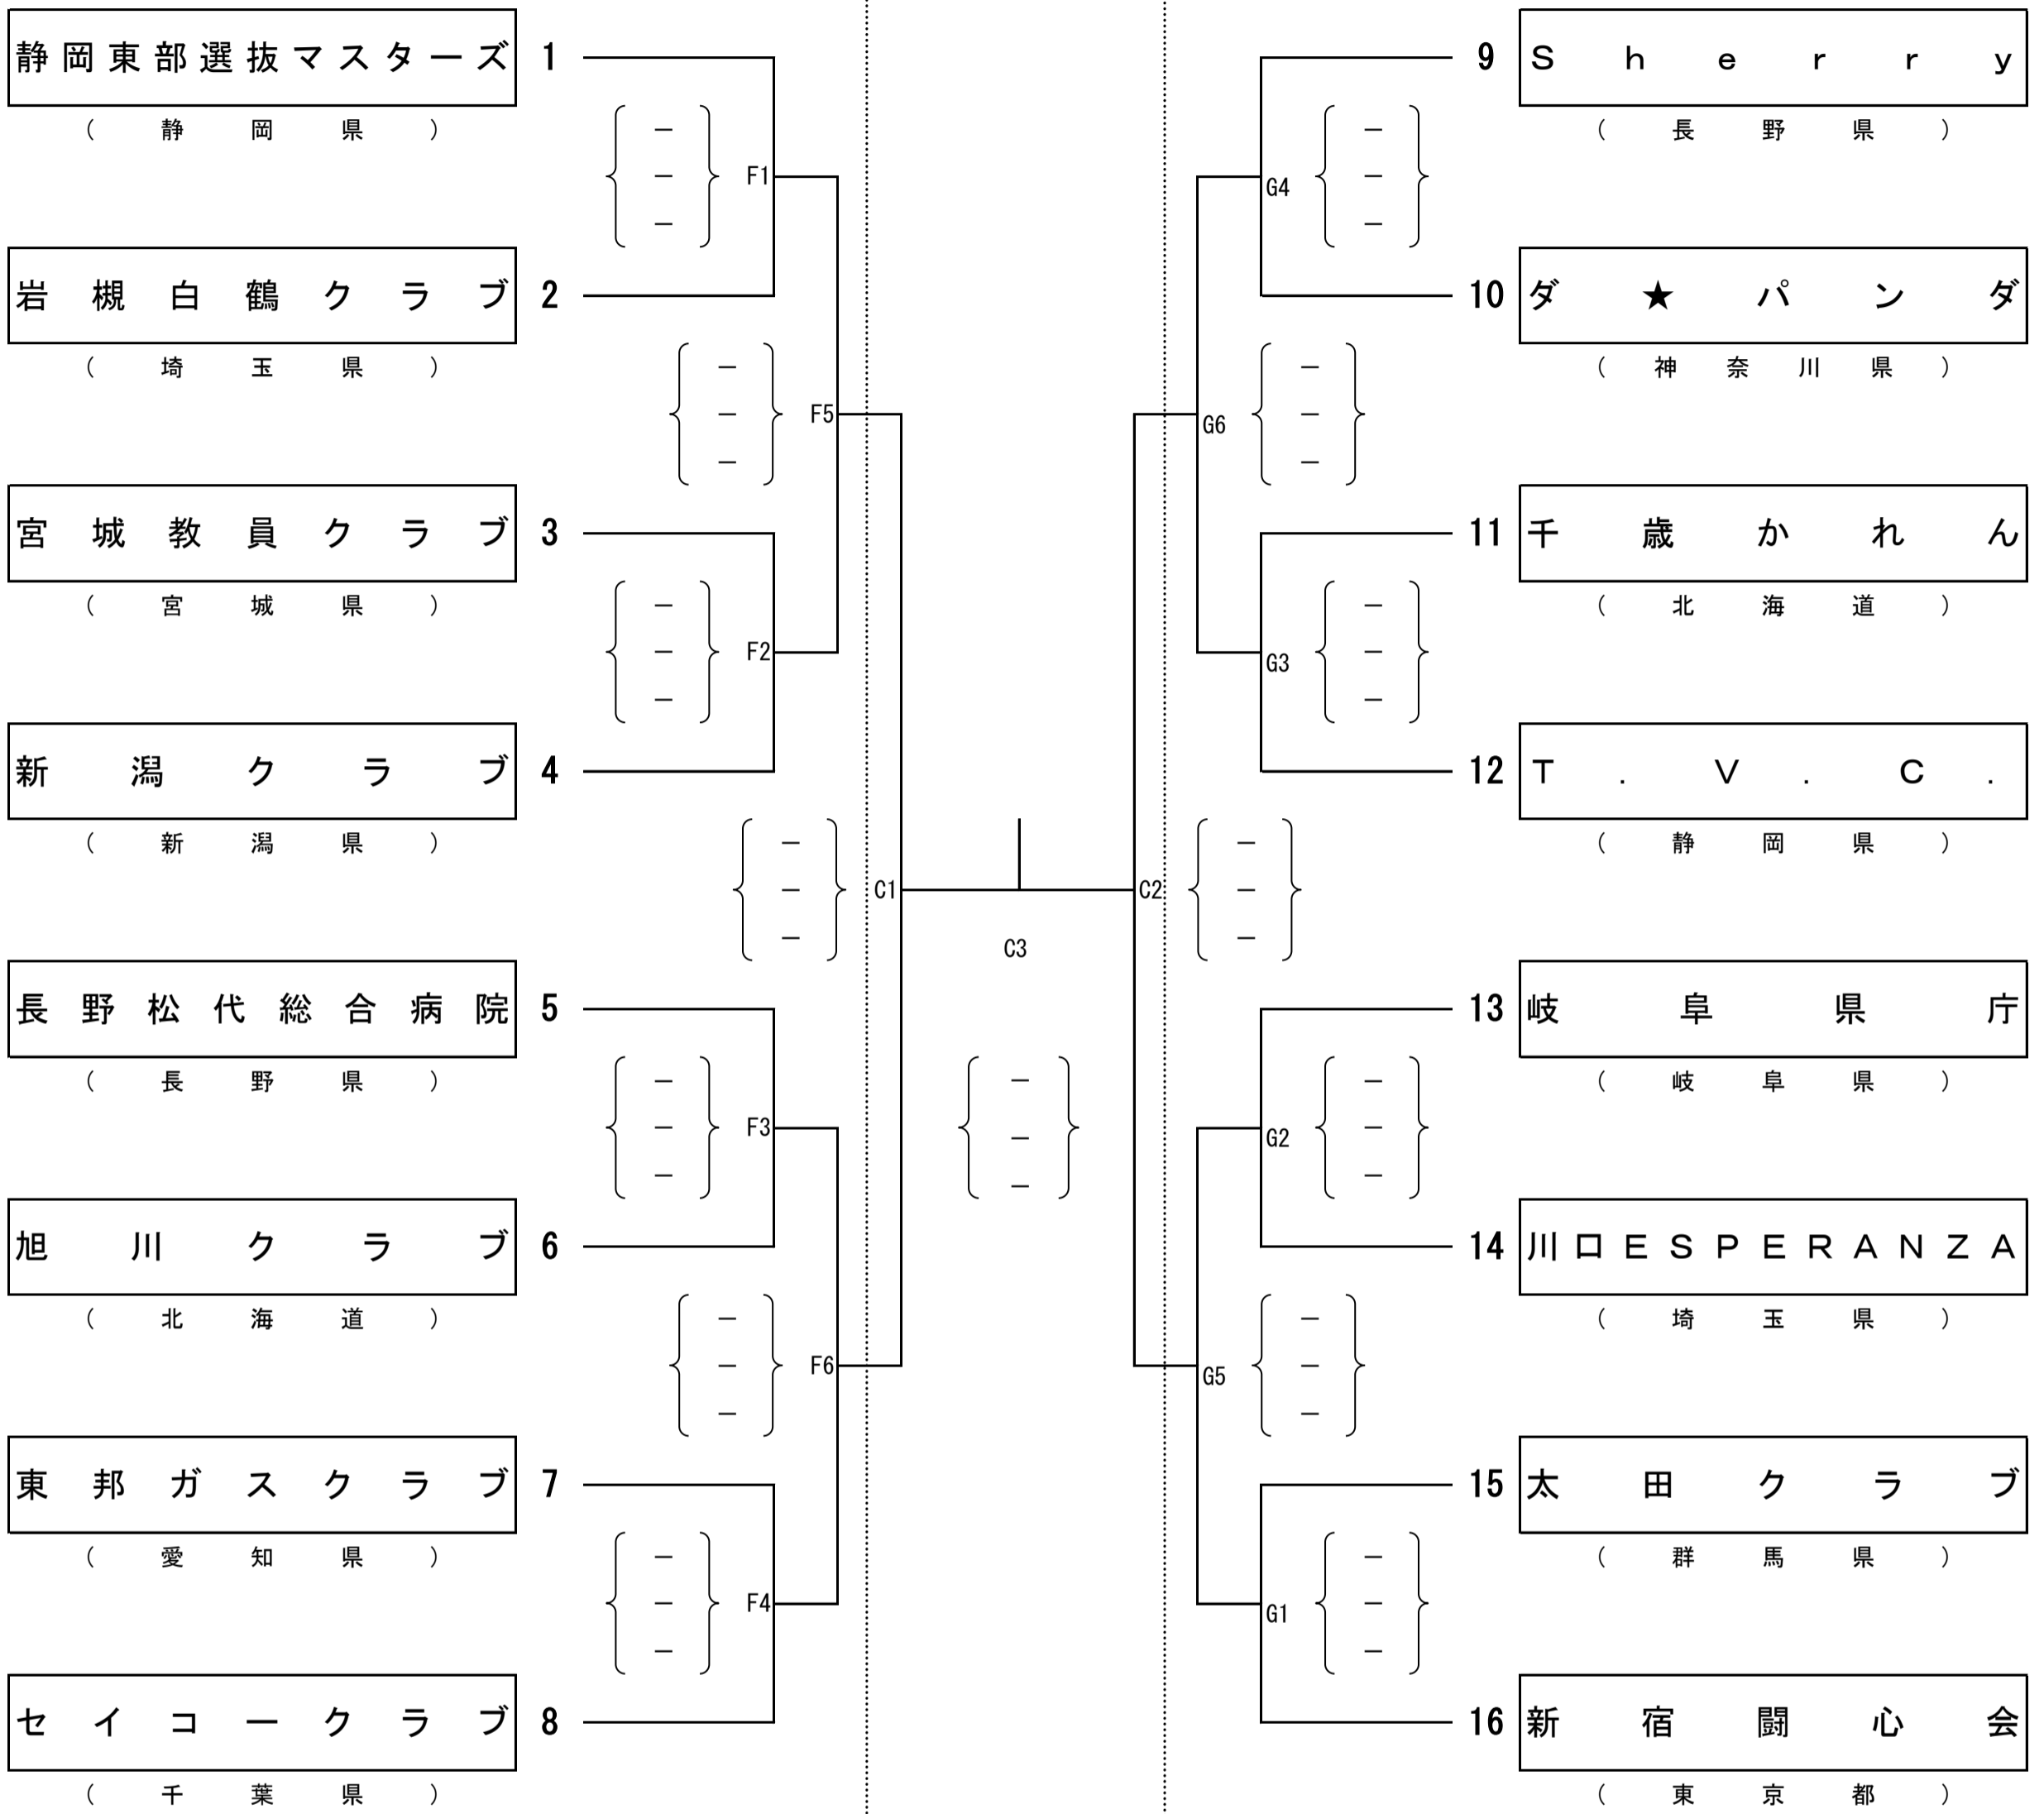 静岡東部選抜マスターズ 1
(静岡県)
F1
岩槻白鶴クラブ 2
(埼玉県)
F5
宮城教員クラブ 3
(宮城県)
F2
新潟クラブ 4
(新潟県)
C1
長野松代総合病院 5
(長野県)
F3
旭川クラブ 6
(北海道)
F6
東邦ガスクラブ 7
(愛知県)
F4
セイコークラブ 8
(千葉県)
C3
9 Sherry
(長野県)
G4
10 ダ★パンダ
(神奈川県)
G6
11 千歳かれん
(北海道)
G3
12 T.V.C.
(静岡県)
C2
13 岐阜県庁
(岐阜県)
G2
14 川口ESPERANZA
(埼玉県)
G5
15 太田クラブ
(群馬県)
G1
16 新宿闘心会
(東京都)